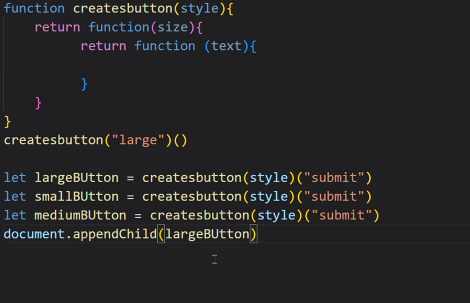 function createsbutton(style){
return function(size){
return function (text){
}
}
}
createsbutton("large")()
let largeBUtton = createsbutton(style)("submit")
let smallBUtton = createsbutton(style)("submit")
let mediumBUtton = createsbutton(style)("submit")
document.appendChild(largeBUtton)